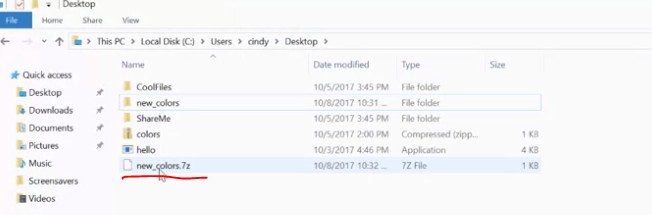 Desktop
File Home Share View
This PC > Local Disk (C:) > Users > cindy > Desktop >
Name Date modified Type Size
Quick access
Desktop
Downloads
Documents
Pictures
Music
Screensavers
Videos
CoolFiles 10/5/2017 3:45 PM File folder
new_colors 10/8/2017 10:31 ... File folder
ShareMe 10/5/2017 3:45 PM File folder
colors 10/5/2017 2:00 PM Compressed (zipp... 1 KB
hello 10/3/2017 4:46 PM Application 4 KB
new_colors.7z 10/8/2017 10:32 ... 7Z File 1 KB